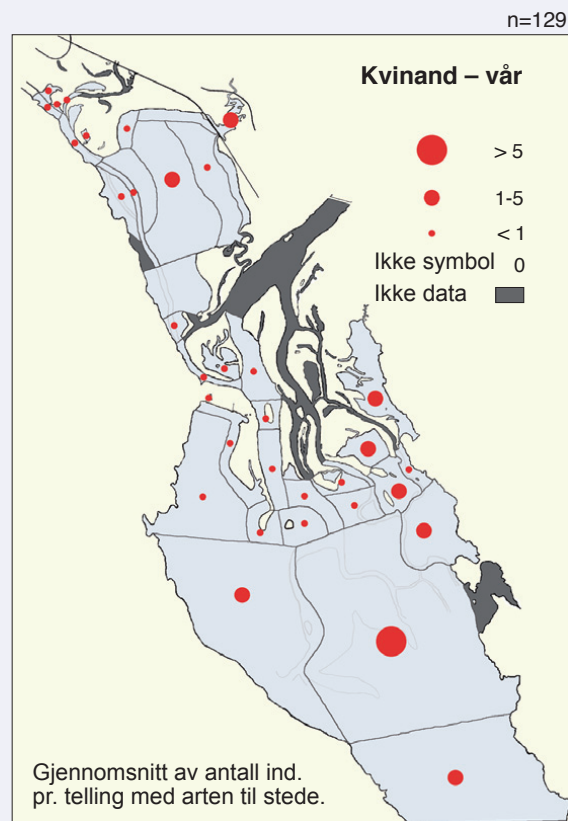 n=129
Kvinand – vår
> 5
1-5
< 1
Ikke symbol 0
Ikke data
Gjennomsnitt av antall ind.
pr. telling med arten til stede.